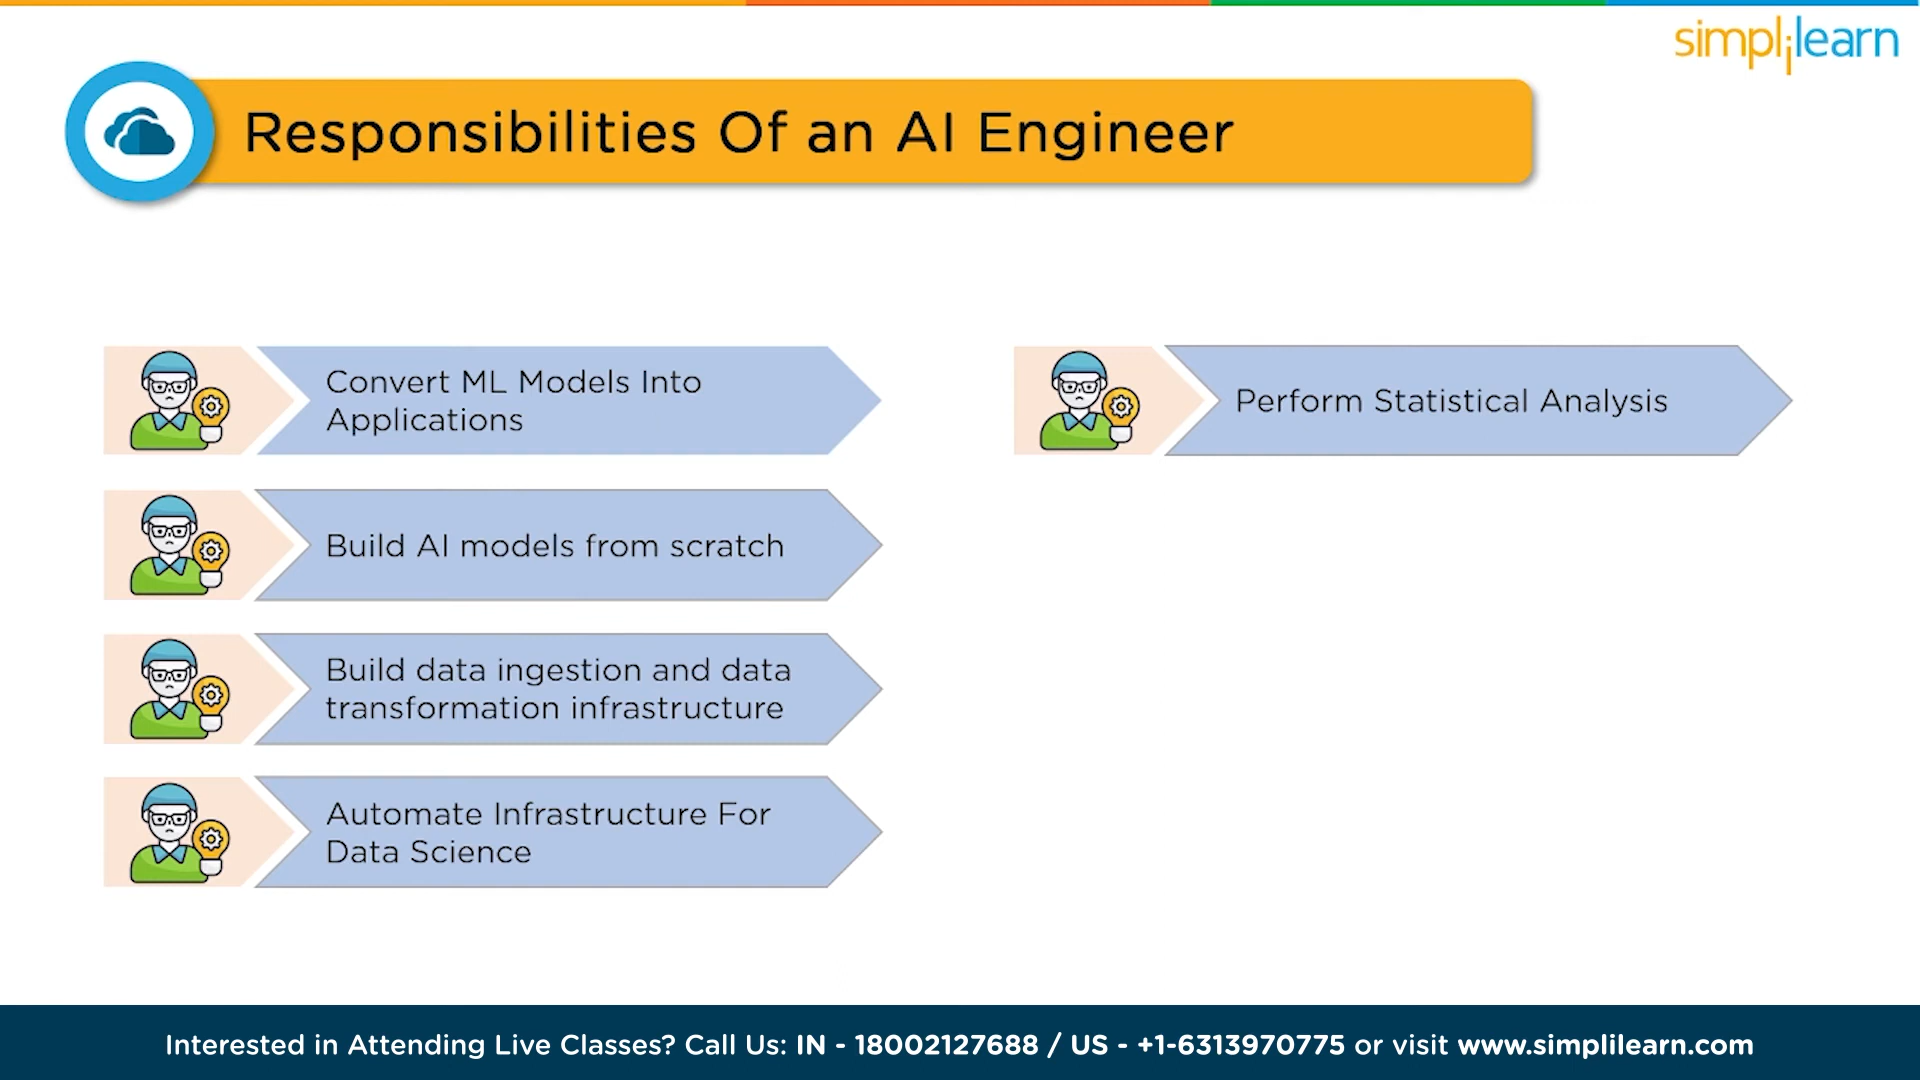 simplilearn
Responsibilities Of an AI Engineer
Convert ML Models Into
Applications
Build AI models from scratch
Build data ingestion and data
transformation infrastructure
Automate Infrastructure For
Data Science
Perform Statistical Analysis
Interested in Attending Live Classes? Call Us: IN - 18002127688 / US - +1-6313970775 or visit www.simplilearn.com